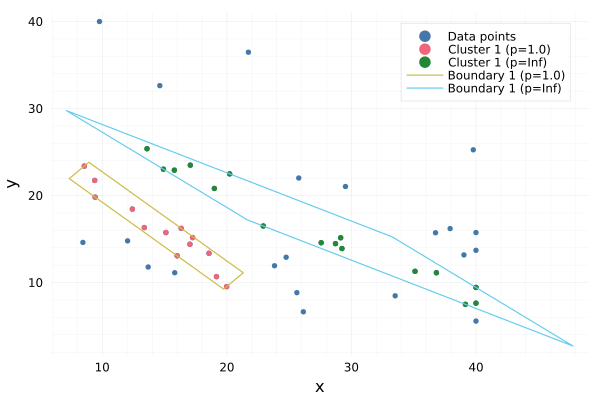 40
Data points
Cluster 1 (p=1.0)
Cluster 1 (p=Inf)
Boundary 1 (p=1.0)
Boundary 1 (p=Inf)
30
y
20
10
10 20 30 40
x